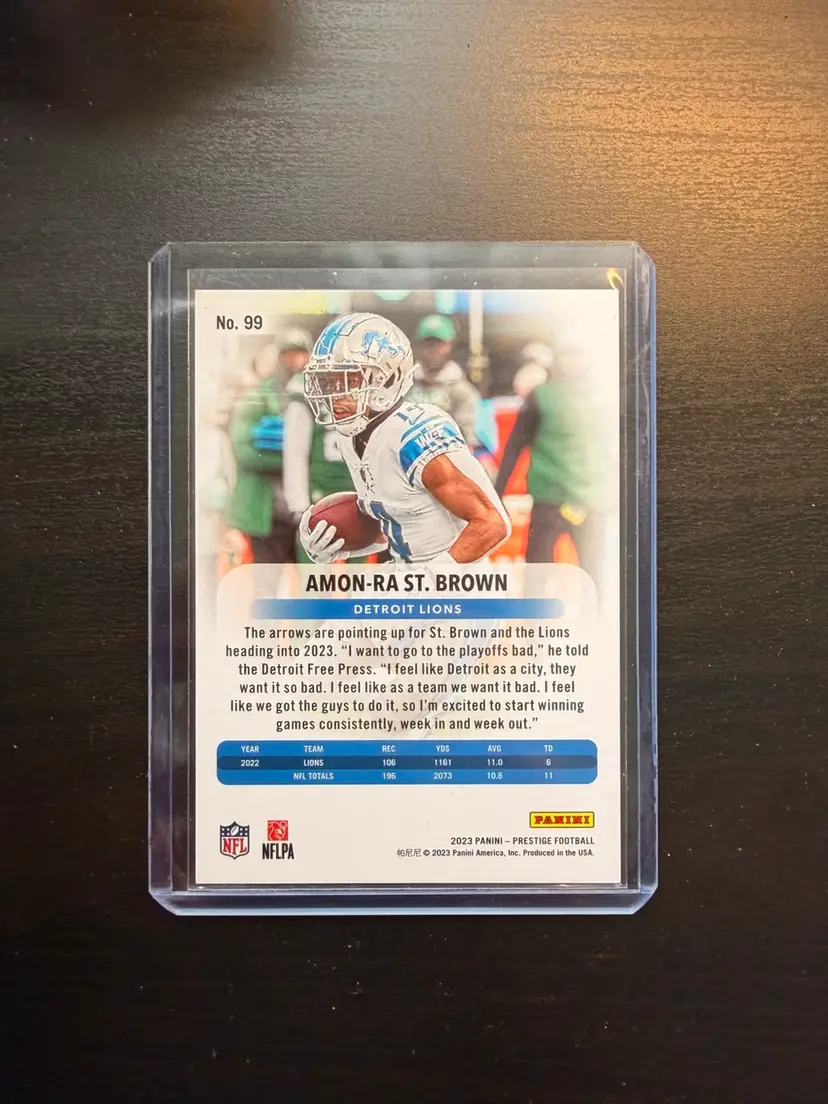 No. 99
AMON-RA ST. BROWN
DETROIT LIONS
The arrows are pointing up for St. Brown and the Lions
heading into 2023. “I want to go to the playoffs bad,” he told
the Detroit Free Press. “I feel like Detroit as a city, they
want it so bad. I feel like as a team we want it bad. I feel
like we got the guys to do it, so I’m excited to start winning
games consistently, week in and week out.”
YEAR TEAM REC YDS AVG TD
2022 LIONS 106 1161 11.0 6
NFL TOTALS 196 2073 10.6 11
PANINI
NFL
NFLPA
2023 PANINI – PRESTIGE FOOTBALL
帕尼尼 © 2023 Panini America, Inc. Produced in the USA.